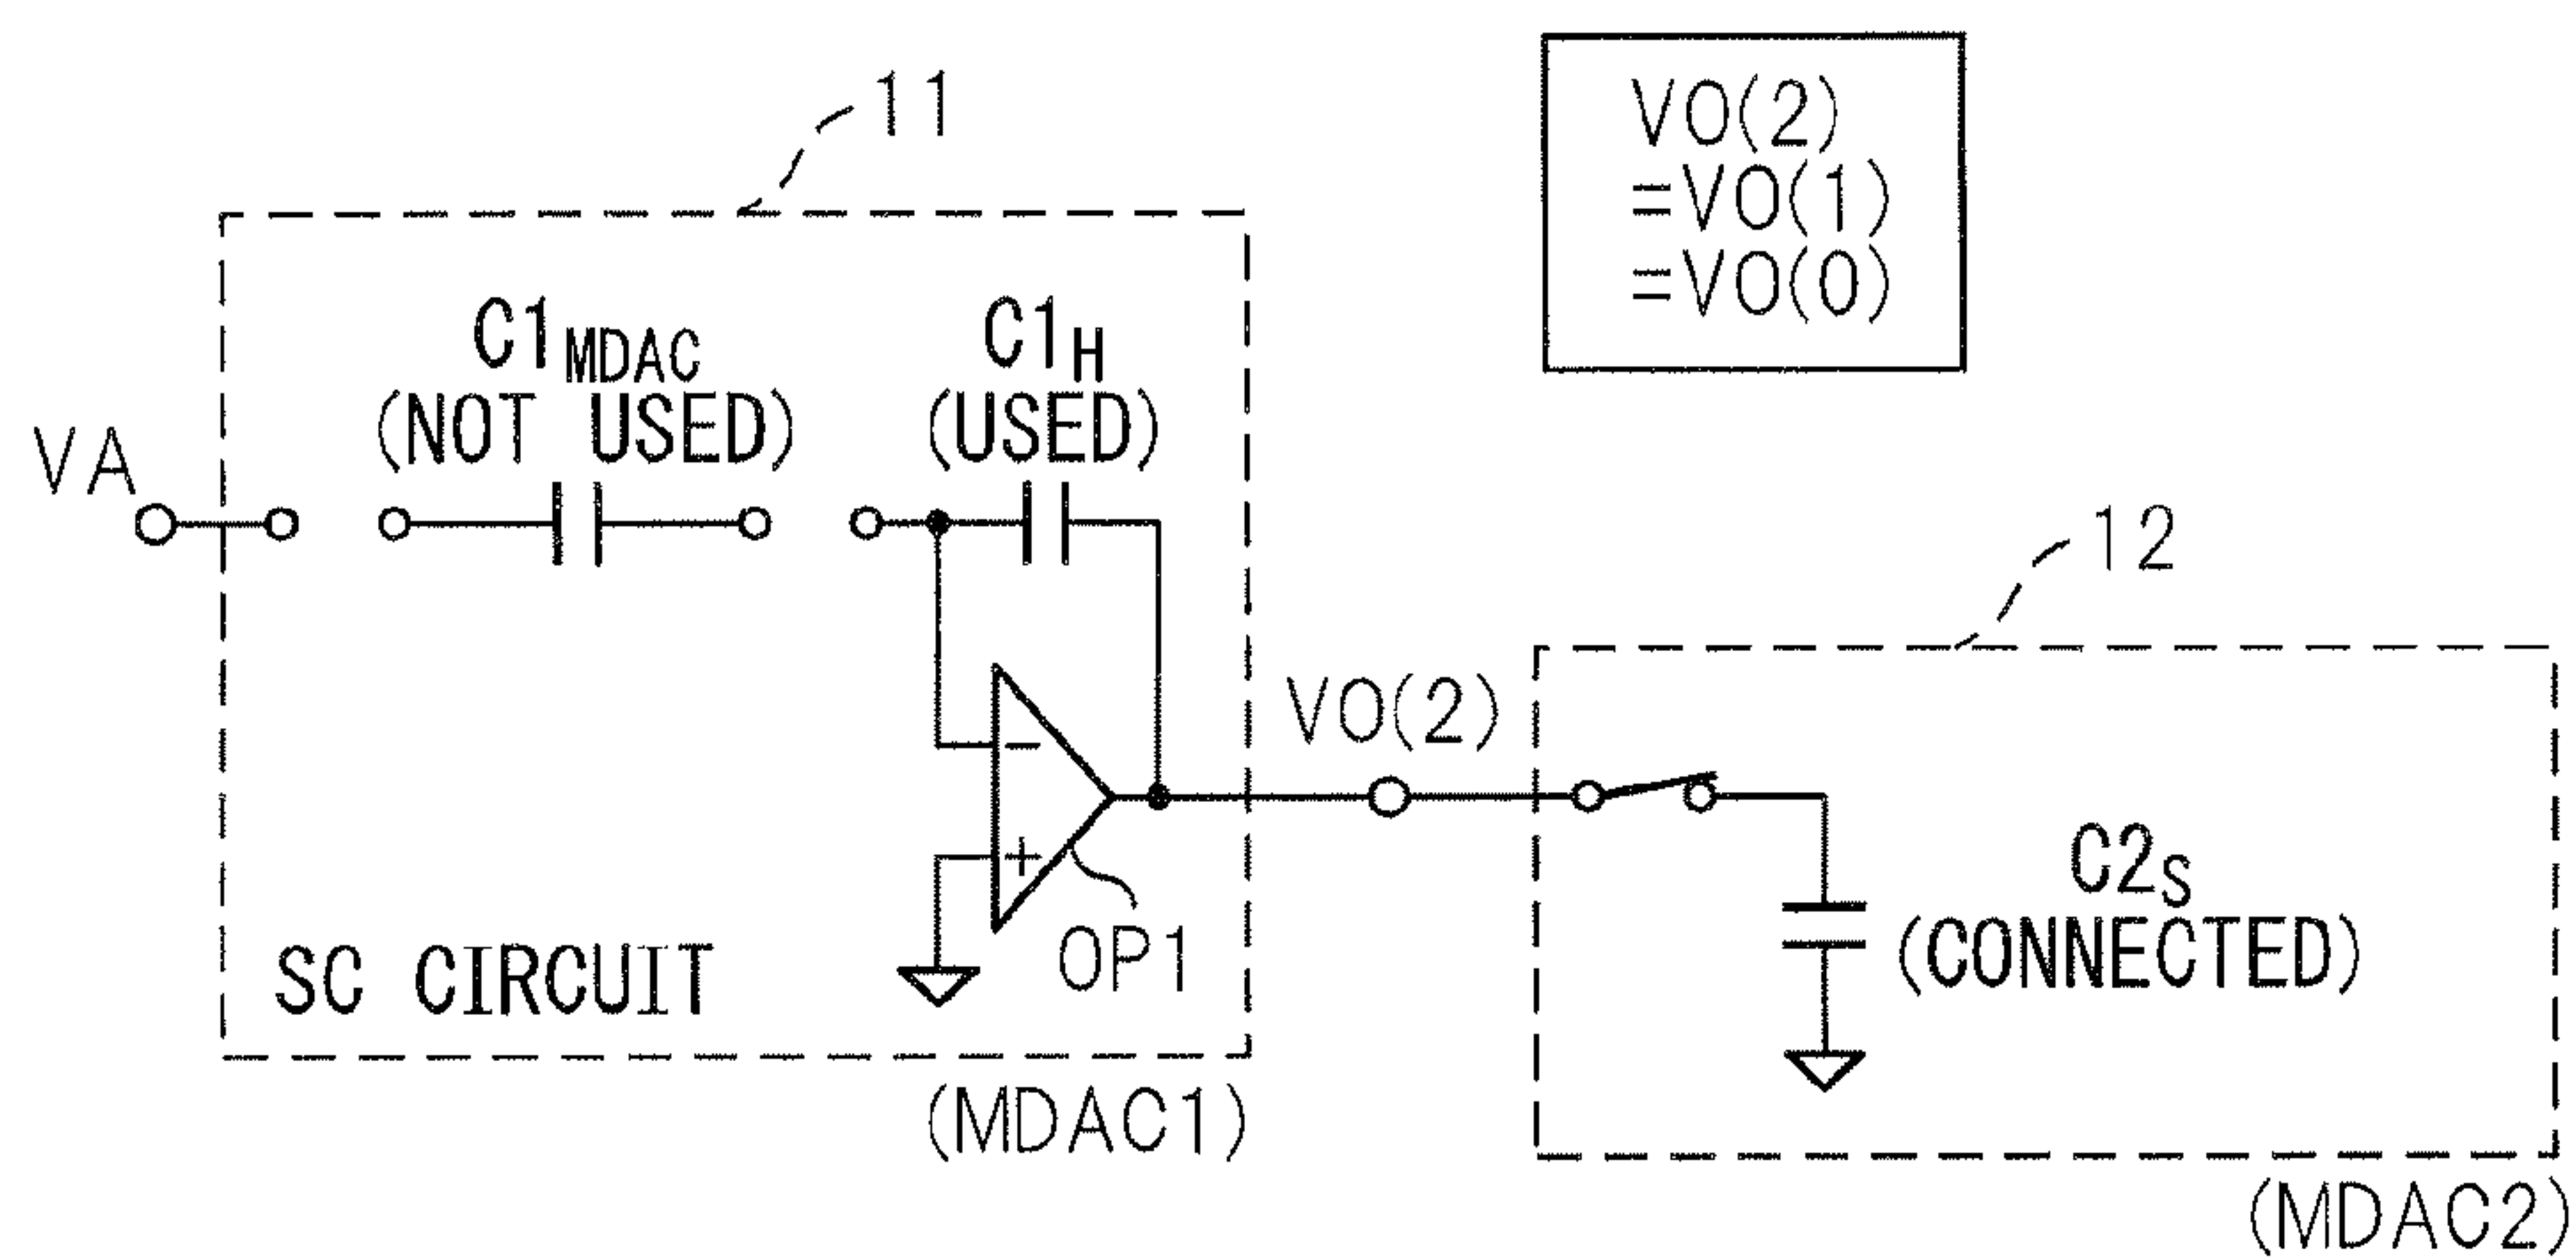 11
VO(2)
=VO(1)
=VO(0)
C1MDAC
(NOT USED)
C1H
(USED)
VA
12
VO(2)
−
+
C2S
(CONNECTED)
OP1
SC CIRCUIT
(MDAC1)
(MDAC2)